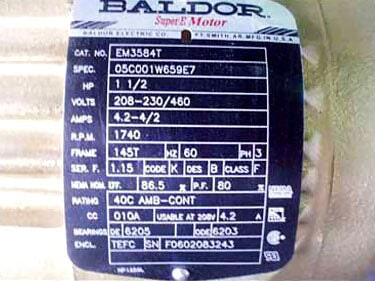 BALDOR
Super-E Motor
BALDOR ELECTRIC CO. FT. SMITH, AR. MFG. IN U.S.A.
CAT. NO. EM3584T
SPEC. 05C001W659E7
HP 1 1/2
VOLTS 208-230/460
AMPS 4.2-4/2
R.P.M. 1740
FRAME 145T HZ 60 PH 3
SER. F. 1.15 CODE K DES B CLASS F
NEMA NOM. EFF. 86.5 % P.F. 80 %
RATING 40C AMB-CONT
CC 010A USABLE AT 208V 4.2 A
BEARINGS DE 6205 ODE 6203
ENCL. TEFC SN F0602083243